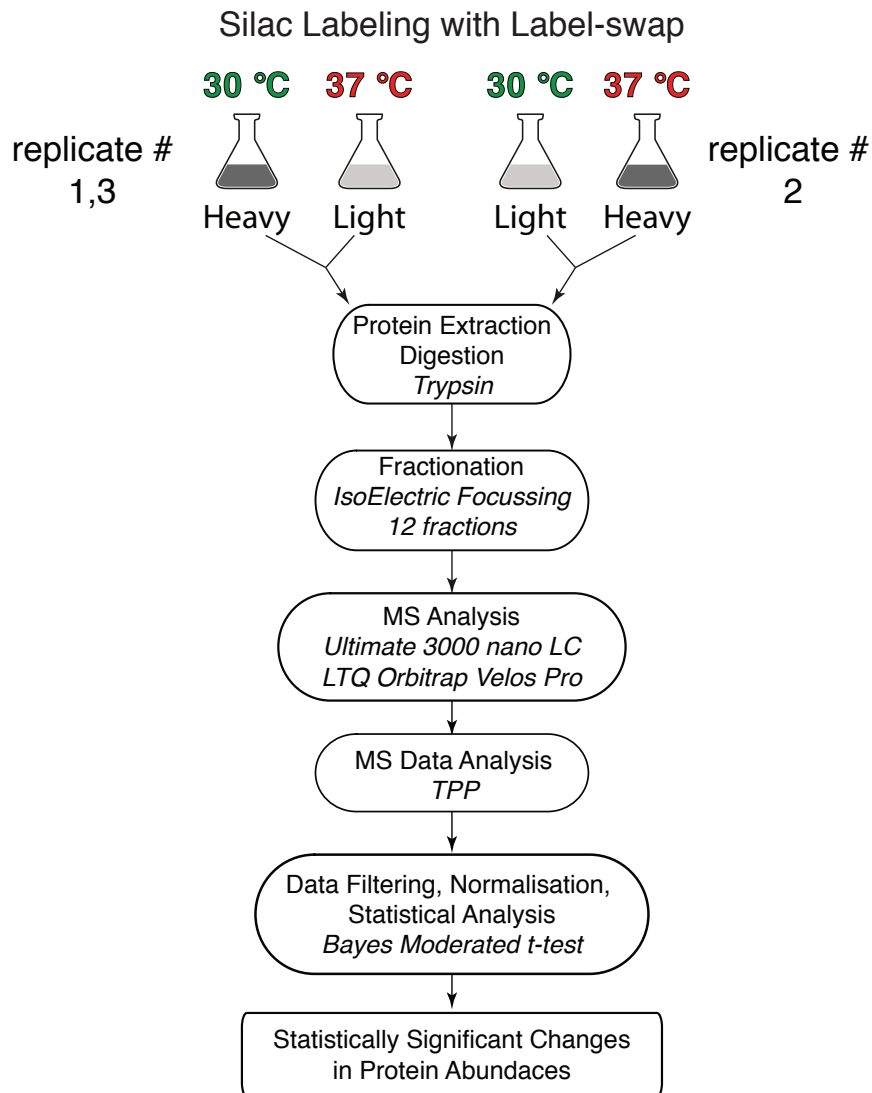 Silac Labeling with Label-swap
30 °C 37 °C 30 °C 37 °C
replicate #
1,3
replicate #
2
Heavy Light Light Heavy
Protein Extraction
Digestion
Trypsin
Fractionation
IsoElectric Focussing
12 fractions
MS Analysis
Ultimate 3000 nano LC
LTQ Orbitrap Velos Pro
MS Data Analysis
TPP
Data Filtering, Normalisation,
Statistical Analysis
Bayes Moderated t-test
Statistically Significant Changes
in Protein Abundaces